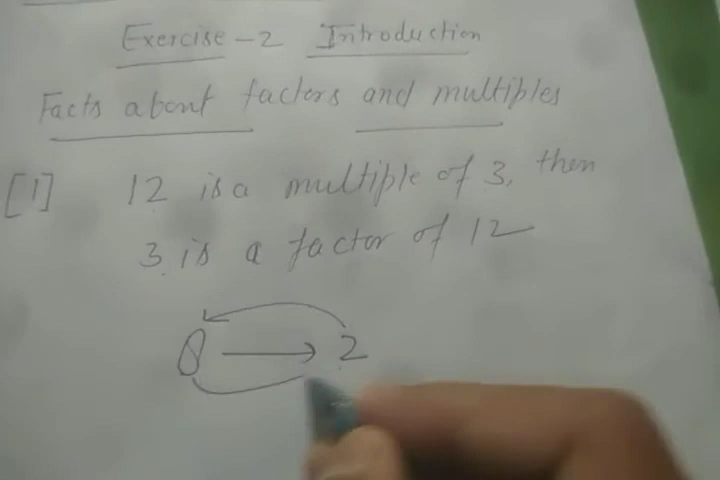 Exercise - 2 Introduction
Facts about factors and multiples
[1] 12 is a multiple of 3, then
3 is a factor of 12
8 → 2